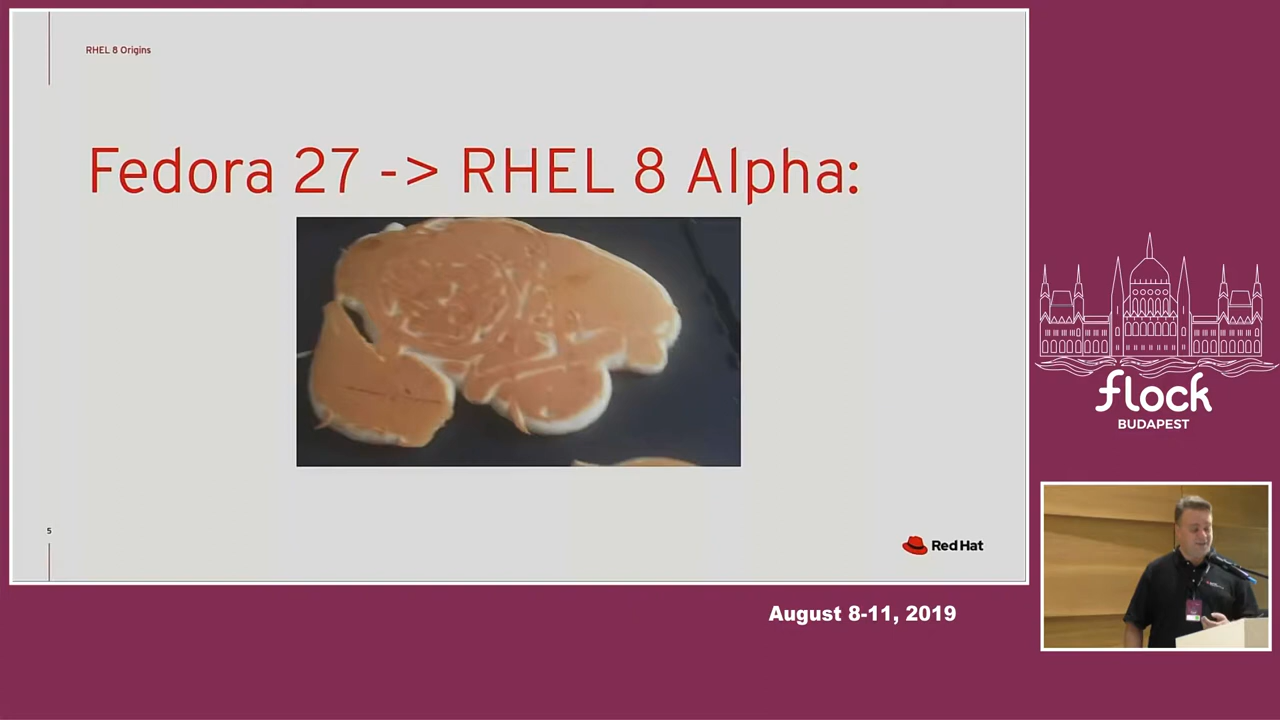 RHEL 8 Origins
Fedora 27 -> RHEL 8 Alpha:
5
Red Hat
flock
BUDAPEST
August 8-11, 2019